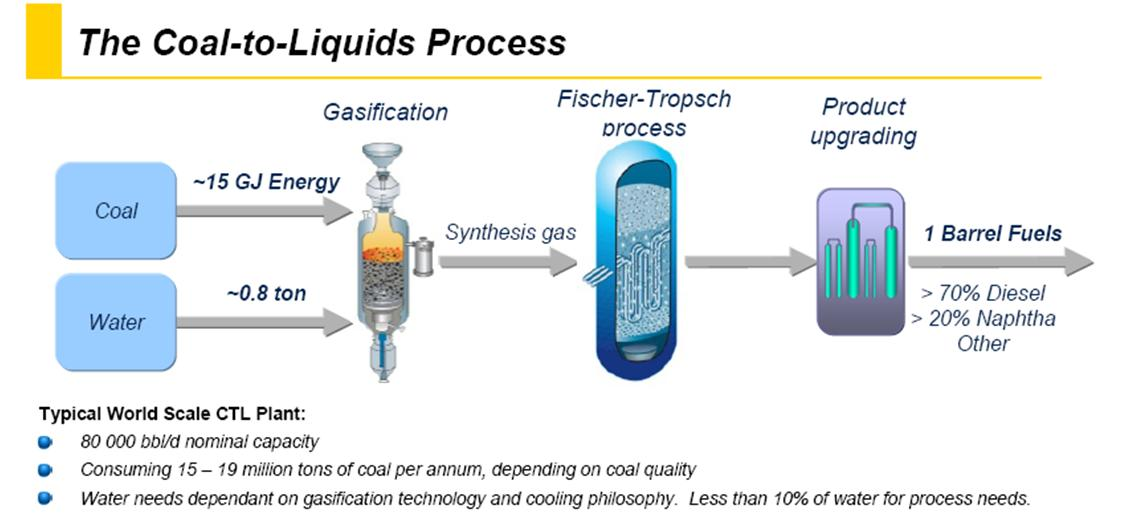 The Coal-to-Liquids Process
Gasification
Fischer-Tropsch
process
Product
upgrading
Coal
~15 GJ Energy
Synthesis gas
1 Barrel Fuels
Water
~0.8 ton
> 70% Diesel
> 20% Naphtha
Other
Typical World Scale CTL Plant:
80 000 bbl/d nominal capacity
Consuming 15 – 19 million tons of coal per annum, depending on coal quality
Water needs dependant on gasification technology and cooling philosophy.  Less than 10% of water for process needs.